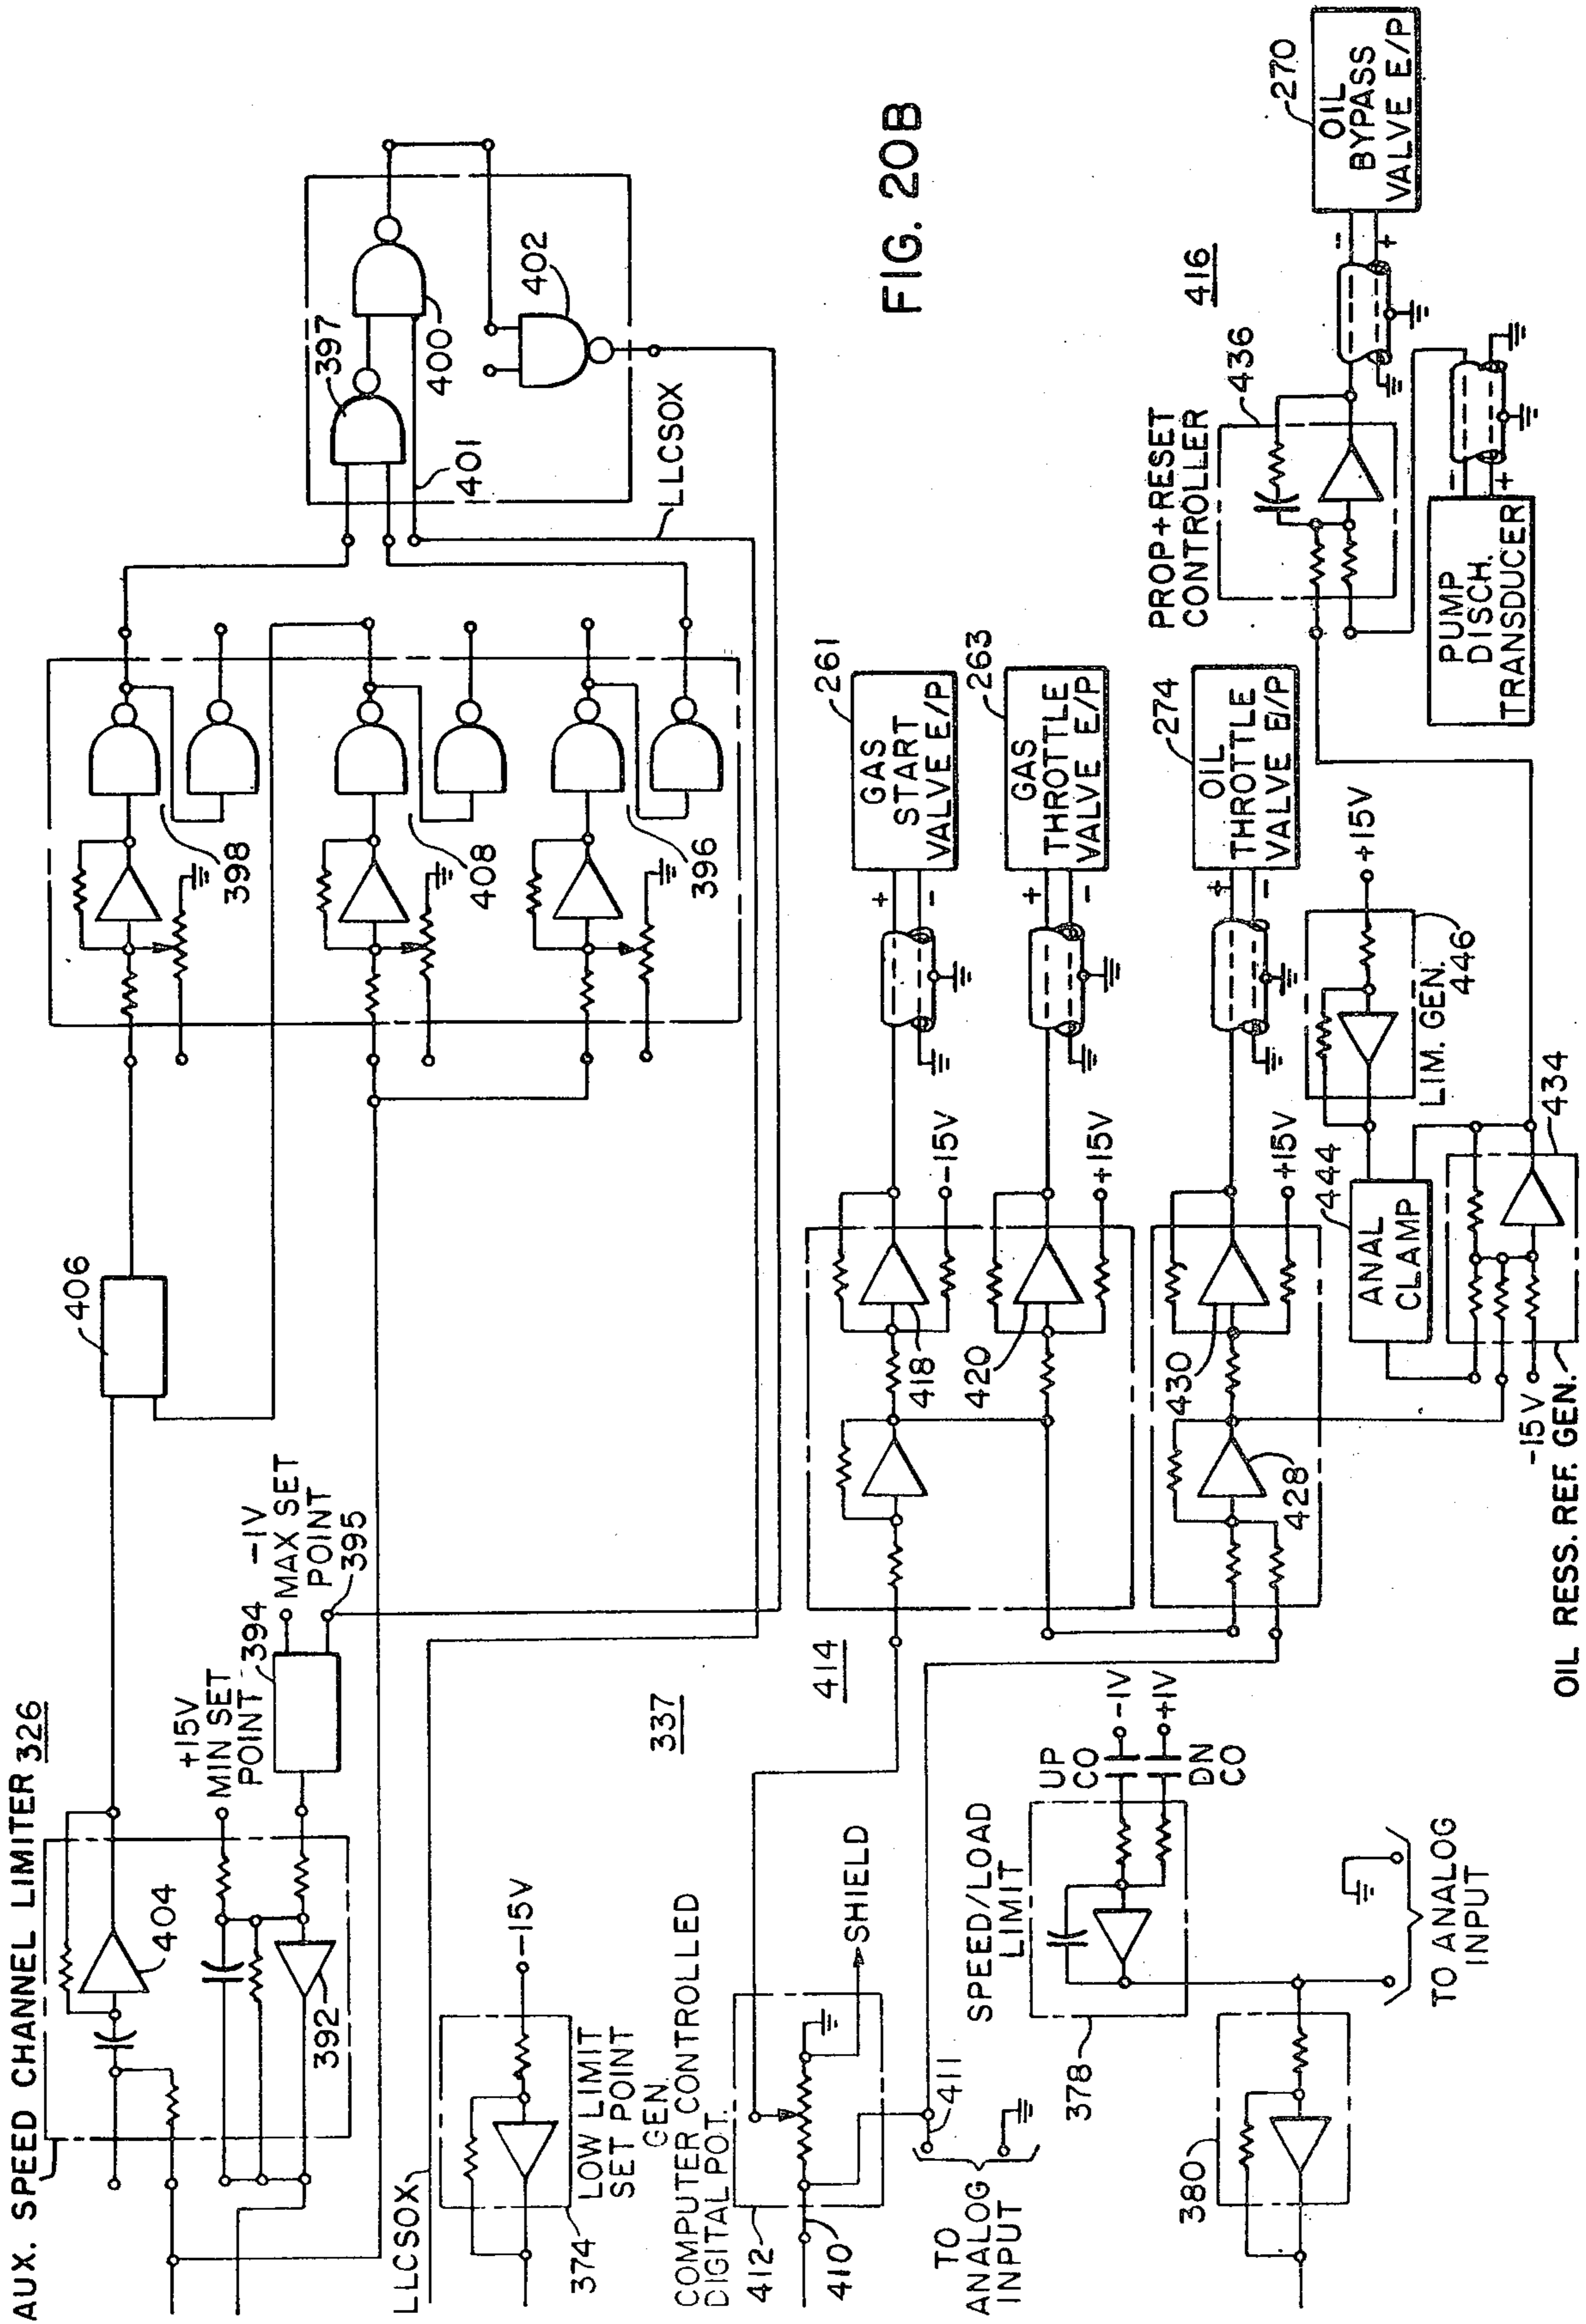 AUX. SPEED CHANNEL LIMITER 326
404
392
+15V
MIN SET
POINT
394
-1V
MAX SET
POINT
395
406
398
408
396
397
400
401
402
LLCSOX
LLCSOX
374
LOW LIMIT
SET POINT
GEN.
-15V
337
COMPUTER CONTROLLED
DIGITAL POT.
412
410
SHIELD
411
TO
ANALOG
INPUT
414
418
-15V
420
+15V
GAS
START
VALVE E/P
261
+
-
GAS
THROTTLE
VALVE E/P
263
+
-
OIL
THROTTLE
VALVE E/P
274
+
-
428
430
+15V
SPEED/LOAD
LIMIT
378
UP
CO
-1V
+1V
DN
CO
380
TO ANALOG
INPUT
ANAL
CLAMP
444
LIM. GEN.
446
+15V
434
-15V
OIL RESS. REF. GEN.
PROP+RESET
CONTROLLER
436
416
PUMP
DISCH.
TRANSDUCER
-
+
OIL
BYPASS
VALVE E/P
270
-
+
FIG. 20B